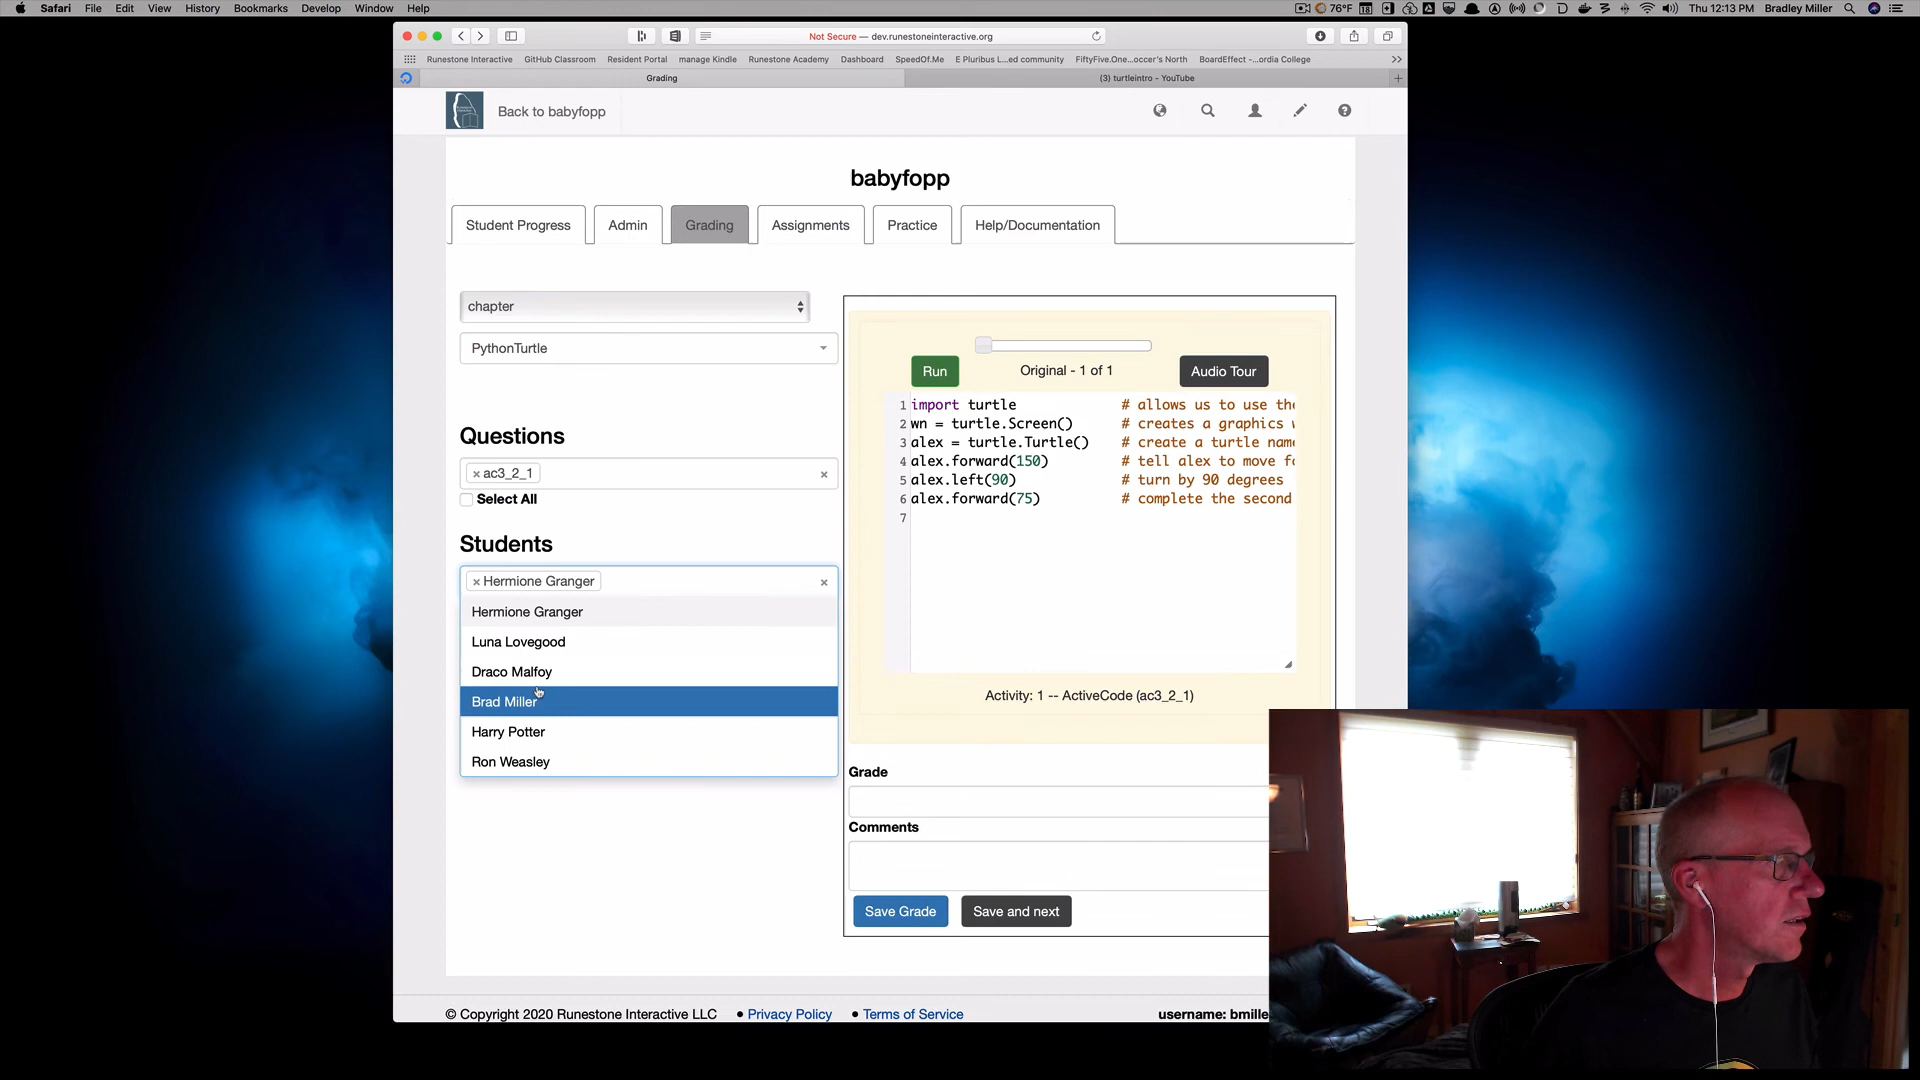 Safari File Edit View History Bookmarks Develop Window Help 76°F 18 Thu 12:13 PM Bradley Miller
Not Secure — dev.runestoneinteractive.org
Runestone Interactive GitHub Classroom Resident Portal manage Kindle Runestone Academy Dashboard SpeedOf.Me E Pluribus L...ed community FiftyFive.One...occer's North BoardEffect -...ordia College >>
Grading (3) turtleintro - YouTube +
Back to babyfopp
babyfopp
Student Progress Admin Grading Assignments Practice Help/Documentation
chapter
PythonTurtle
Questions
× ac3_2_1 ×
Select All
Students
× Hermione Granger ×
Hermione Granger
Luna Lovegood
Draco Malfoy
Brad Miller
Harry Potter
Ron Weasley
Run Original - 1 of 1 Audio Tour
1 import turtle # allows us to use the
2 wn = turtle.Screen() # creates a graphics w
3 alex = turtle.Turtle() # create a turtle name
4 alex.forward(150) # tell alex to move fo
5 alex.left(90) # turn by 90 degrees
6 alex.forward(75) # complete the second
7
Activity: 1 -- ActiveCode (ac3_2_1)
Grade
Comments
Save Grade Save and next
© Copyright 2020 Runestone Interactive LLC • Privacy Policy • Terms of Service username: bmille